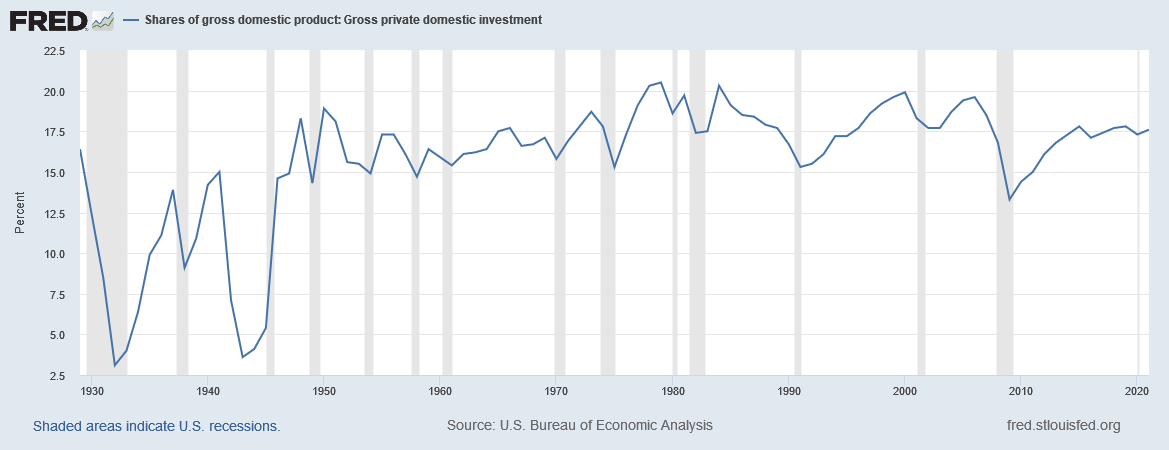 FRED
Shares of gross domestic product: Gross private domestic investment
22.5
20.0
17.5
15.0
12.5
10.0
7.5
5.0
2.5
Percent
1930 1940 1950 1960 1970 1980 1990 2000 2010 2020
Shaded areas indicate U.S. recessions.
Source: U.S. Bureau of Economic Analysis
fred.stlouisfed.org